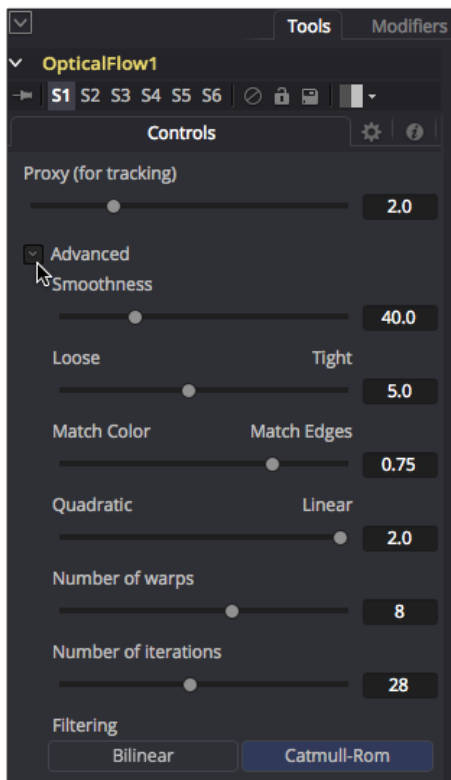 Tools Modifiers
OpticalFlow1
S1 S2 S3 S4 S5 S6
Controls
Proxy (for tracking)
2.0
Advanced
Smoothness
40.0
Loose Tight
5.0
Match Color Match Edges
0.75
Quadratic Linear
2.0
Number of warps
8
Number of iterations
28
Filtering
Bilinear Catmull-Rom